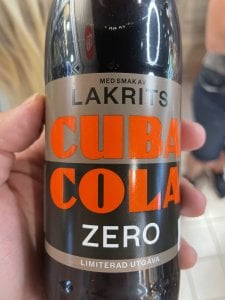 MED SMAK AV
LAKRITS
CUBA
COLA
ZERO
LIMITERAD UTGÅVA